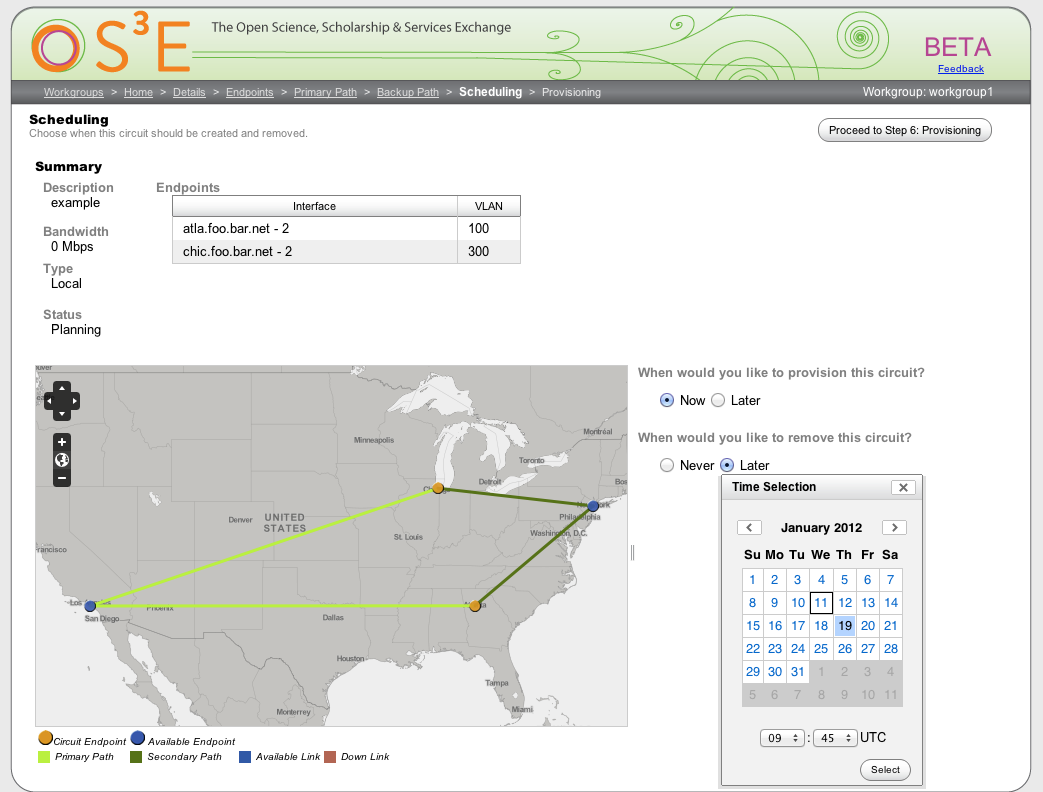 OS3E
The Open Science, Scholarship & Services Exchange
BETA
Feedback
Workgroups > Home > Details > Endpoints > Primary Path > Backup Path > Scheduling > Provisioning
Workgroup: workgroup1
Scheduling
Choose when this circuit should be created and removed.
Proceed to Step 6: Provisioning
Summary
Description
example
Bandwidth
0 Mbps
Type
Local
Status
Planning
Endpoints
Interface VLAN
atla.foo.bar.net - 2 100
chic.foo.bar.net - 2 300
Montréal
Minneapolis
Toronto
Detroit
Philadelphia
Washington, D.C.
Denver
UNITED
STATES
St. Louis
San Diego
Dallas
Houston
Tampa
Miami
Monterrey
Circuit Endpoint Available Endpoint
Primary Path Secondary Path Available Link Down Link
When would you like to provision this circuit?
Now Later
When would you like to remove this circuit?
Never Later
Time Selection
January 2012
Su Mo Tu We Th Fr Sa
1 2 3 4 5 6 7
8 9 10 11 12 13 14
15 16 17 18 19 20 21
22 23 24 25 26 27 28
29 30 31 1 2 3 4
5 6 7 8 9 10 11
09 : 45 UTC
Select